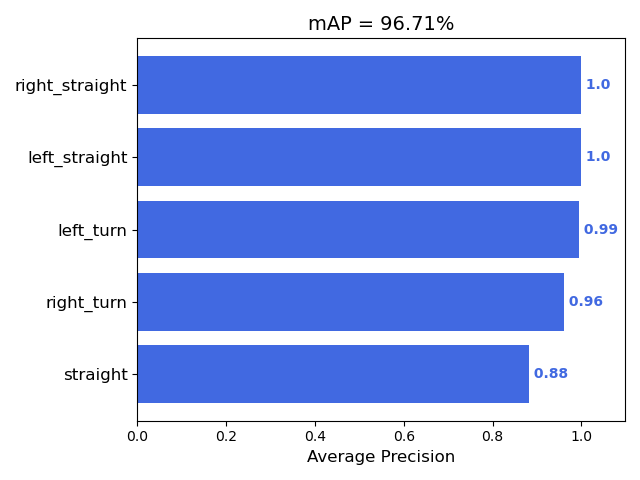 mAP = 96.71%
right_straight 1.0
left_straight 1.0
left_turn 0.99
right_turn 0.96
straight 0.88
0.0 0.2 0.4 0.6 0.8 1.0
Average Precision